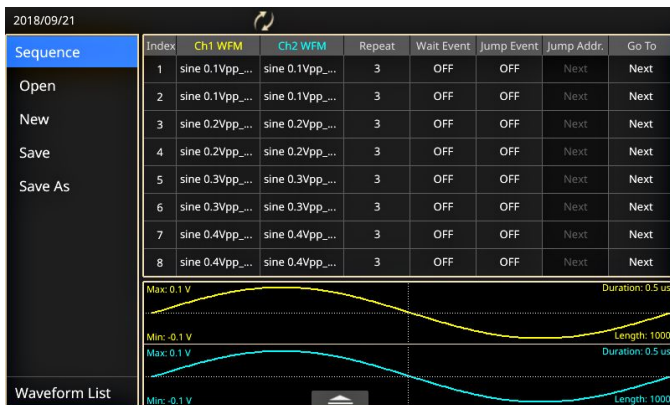 2018/09/21
Sequence
Open
New
Save
Save As
Waveform List
Index Ch1 WFM Ch2 WFM Repeat Wait Event Jump Event Jump Addr. Go To
1 sine 0.1Vpp_... sine 0.1Vpp_... 3 OFF OFF Next Next
2 sine 0.1Vpp_... sine 0.1Vpp_... 3 OFF OFF Next Next
3 sine 0.2Vpp_... sine 0.2Vpp_... 3 OFF OFF Next Next
4 sine 0.2Vpp_... sine 0.2Vpp_... 3 OFF OFF Next Next
5 sine 0.3Vpp_... sine 0.3Vpp_... 3 OFF OFF Next Next
6 sine 0.3Vpp_... sine 0.3Vpp_... 3 OFF OFF Next Next
7 sine 0.4Vpp_... sine 0.4Vpp_... 3 OFF OFF Next Next
8 sine 0.4Vpp_... sine 0.4Vpp_... 3 OFF OFF Next Next
Max: 0.1 V Duration: 0.5 us
Min: -0.1 V Length: 1000
Max: 0.1 V Duration: 0.5 us
Min: -0.1 V Length: 1000